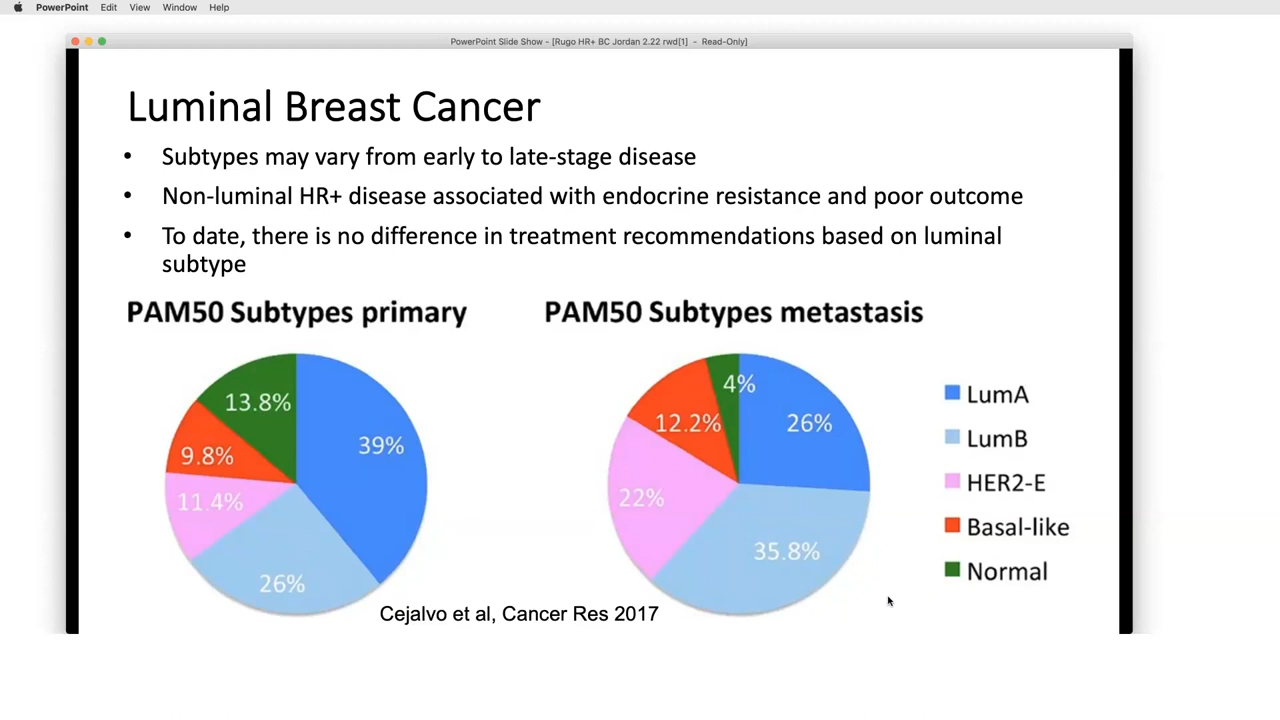 PowerPoint Edit View Window Help
PowerPoint Slide Show - [Rugo HR+ BC Jordan 2.22 rwd[1] - Read-Only]
Luminal Breast Cancer
• Subtypes may vary from early to late-stage disease
• Non-luminal HR+ disease associated with endocrine resistance and poor outcome
• To date, there is no difference in treatment recommendations based on luminal
subtype
PAM50 Subtypes primary
13.8%
39%
9.8%
11.4%
26%
PAM50 Subtypes metastasis
4%
26%
12.2%
22%
35.8%
LumA
LumB
HER2-E
Basal-like
Normal
Cejalvo et al, Cancer Res 2017